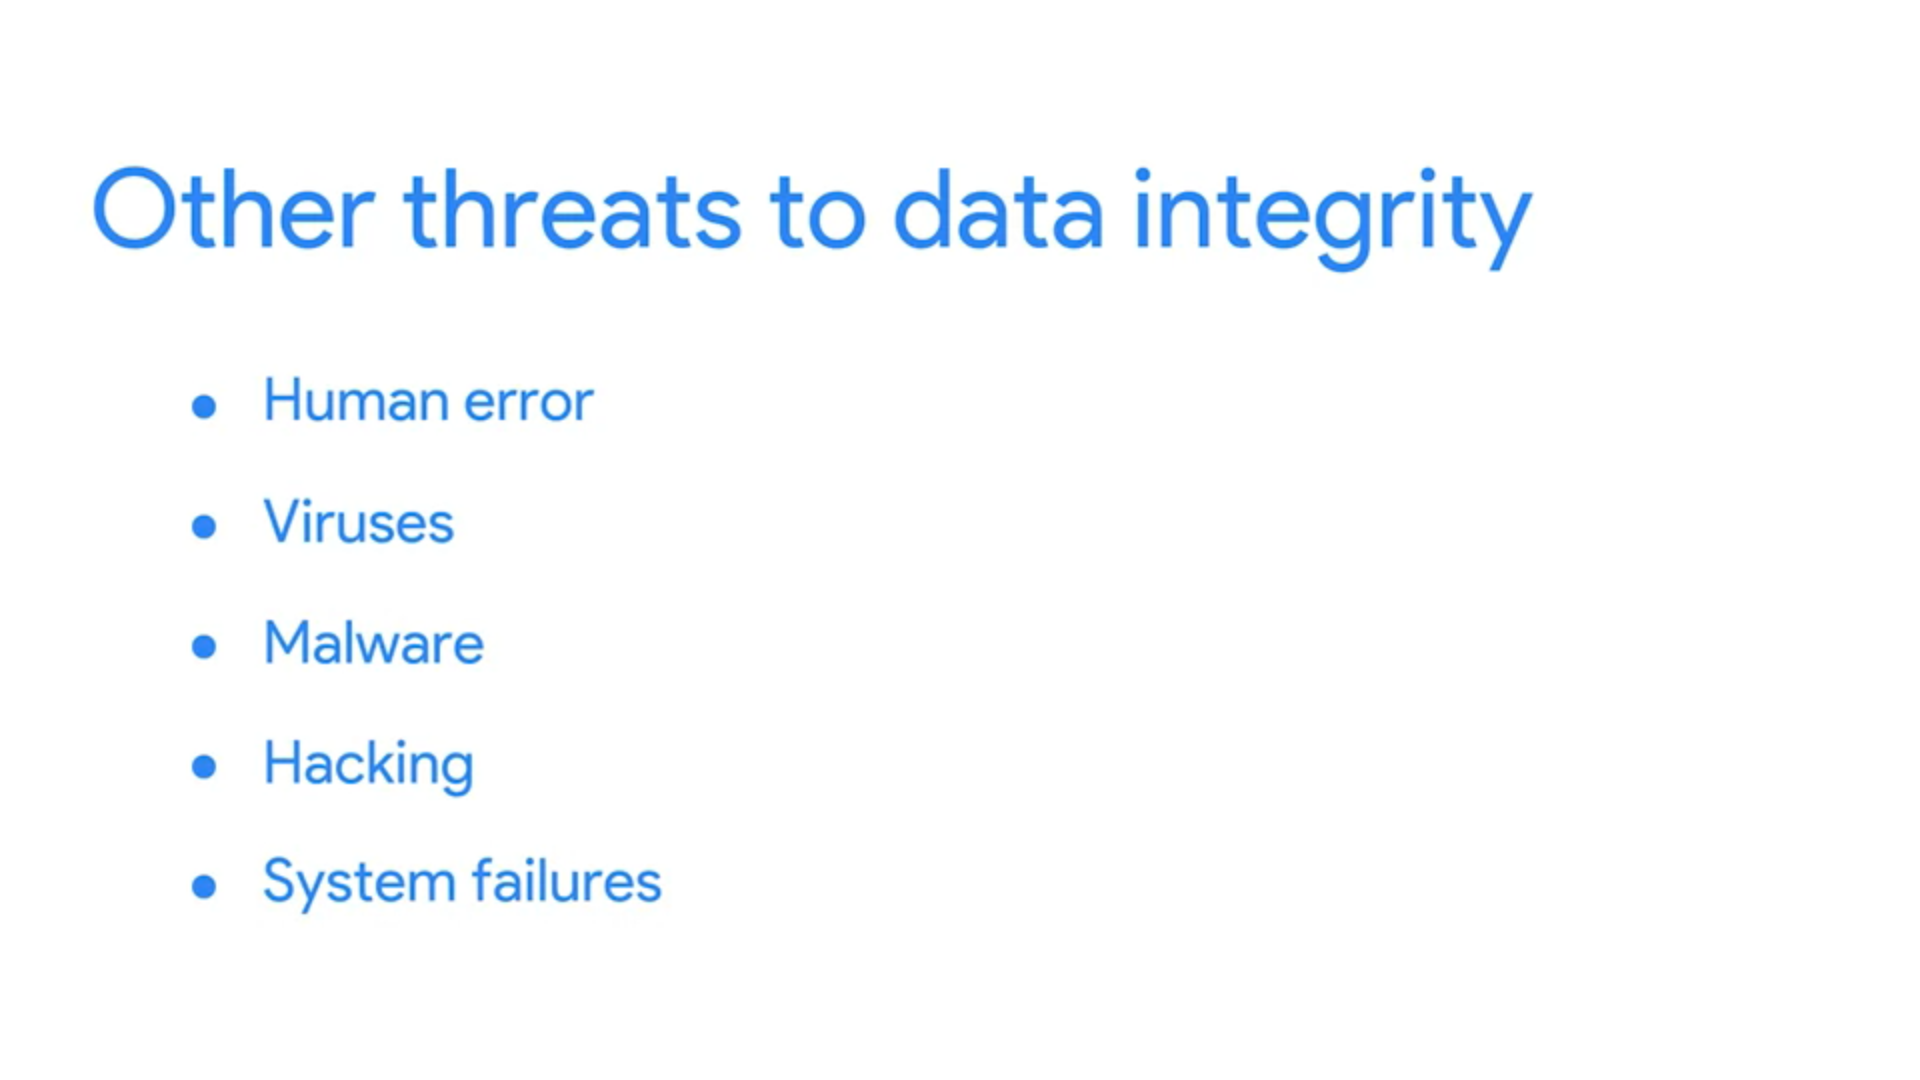 Other threats to data integrity
● Human error
● Viruses
● Malware
● Hacking
● System failures